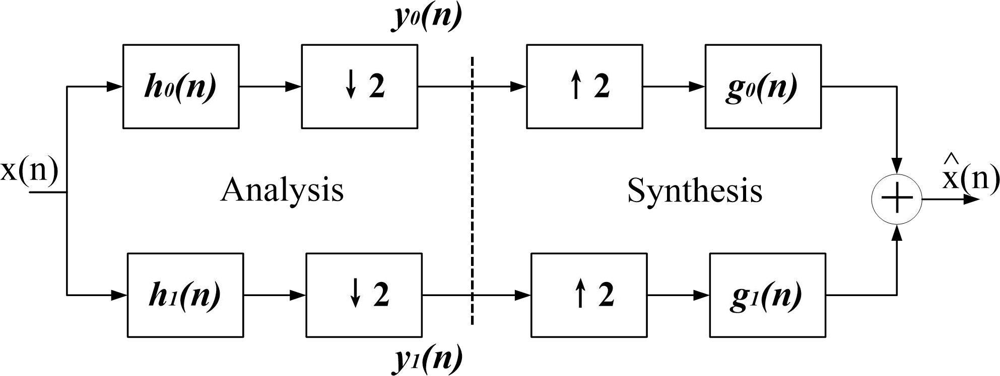 y0(n)
h0(n)
↓ 2
↑ 2
g0(n)
x(n)
Analysis
Synthesis
x̂(n)
+
h1(n)
↓ 2
↑ 2
g1(n)
y1(n)